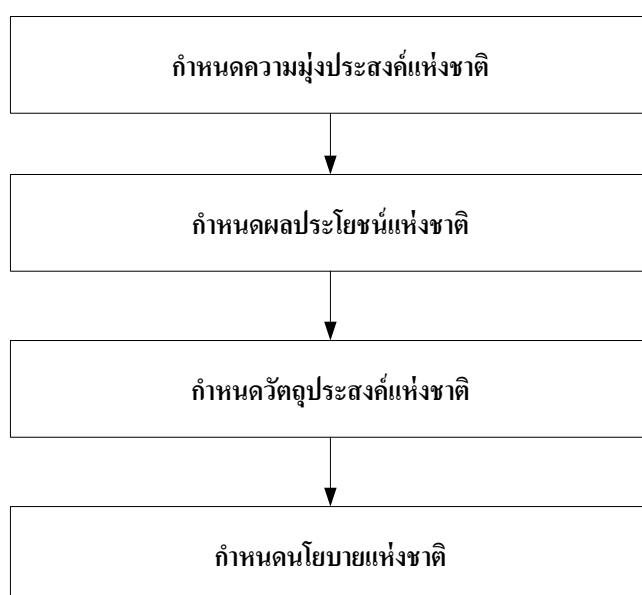 กำหนดความมุ่งประสงค์แห่งชาติ
กำหนดผลประโยชน์แห่งชาติ
กำหนดวัตถุประสงค์แห่งชาติ
กำหนดนโยบายแห่งชาติ